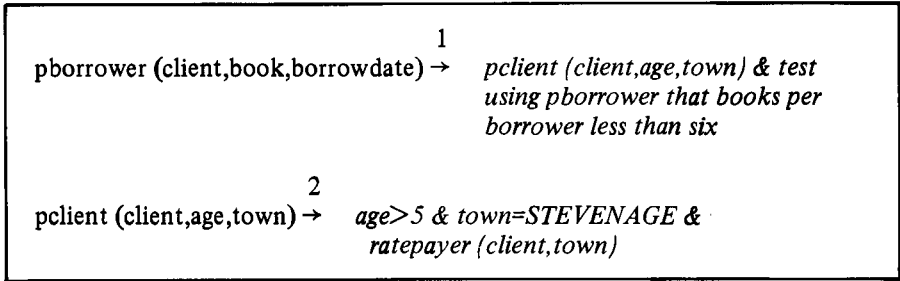 1
pborrower (client,book,borrowdate) → pclient (client,age,town) & test
using pborrower that books per
borrower less than six
2
pclient (client,age,town) → age>5 & town=STEVENAGE &
ratepayer (client,town)